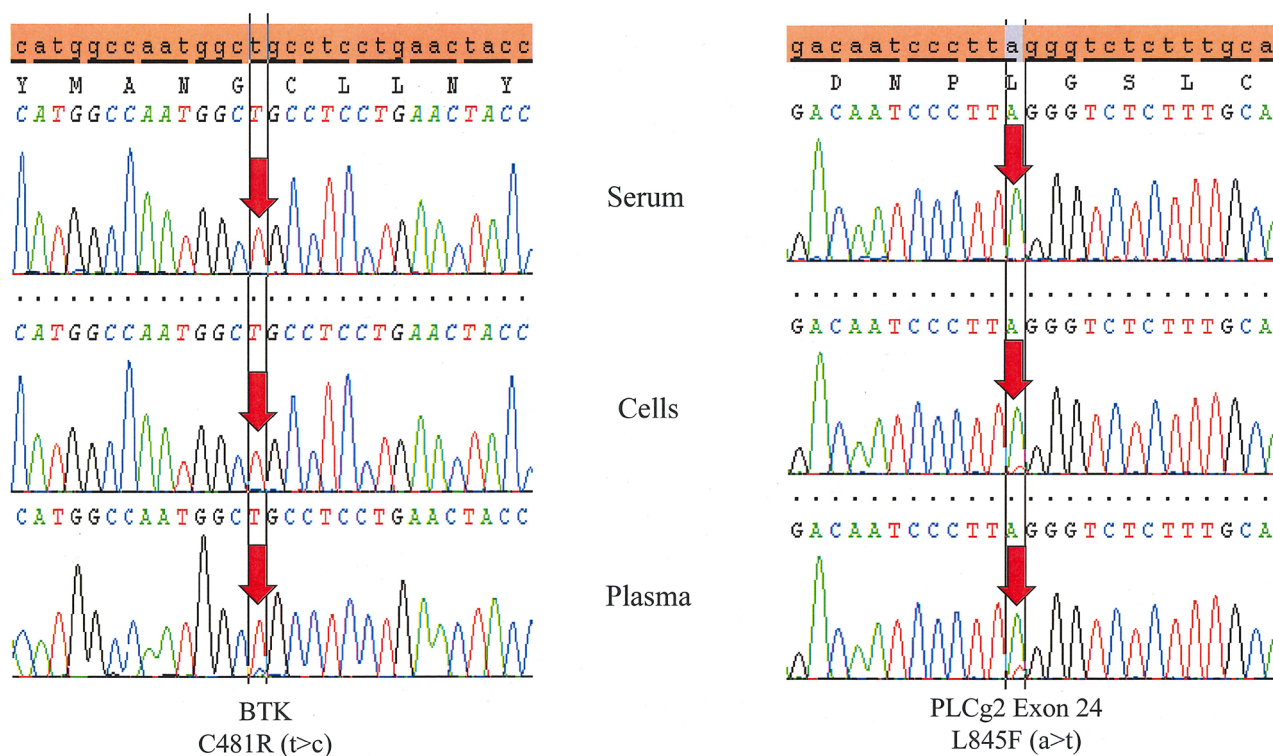 catggccaatggctgcctcctgaactacc
Y M A N G C L L N Y
CATGGCCAATGGCTGCCTCCTGAACTACC
CATGGCCAATGGCTGCCTCCTGAACTACC
CATGGCCAATGGCTGCCTCCTGAACTACC
BTK
C481R (t>c)
Serum
Cells
Plasma
gacaatcccttagggtctctttgca
D N P L G S L C
GACAATCCCTTAGGGTCTCTTTGCA
GACAATCCCTTAGGGTCTCTTTGCA
GACAATCCCTTAGGGTCTCTTTGCA
PLCg2 Exon 24
L845F (a>t)